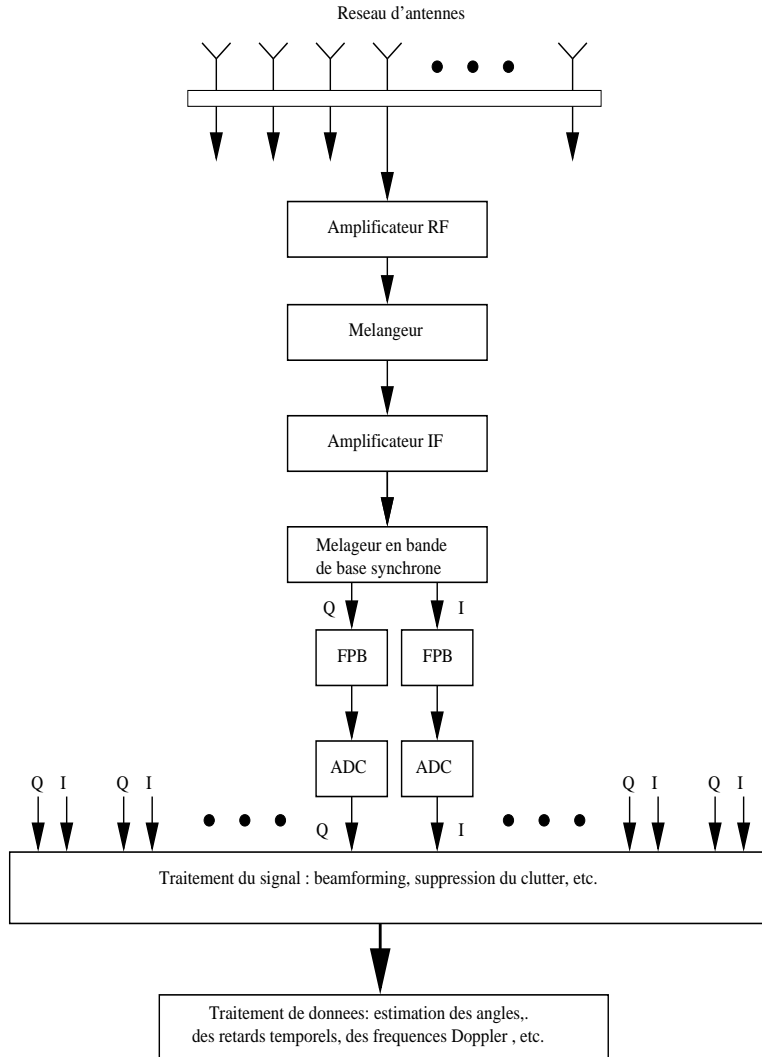 Reseau d'antennes
Amplificateur RF
Melangeur
Amplificateur IF
Melageur en bande
de base synchrone
Q I
FPB FPB
ADC ADC
Q I Q I Q I Q I
Q I
Traitement du signal : beamforming, suppression du clutter, etc.
Traitement de donnees: estimation des angles,.
des retards temporels, des frequences Doppler , etc.